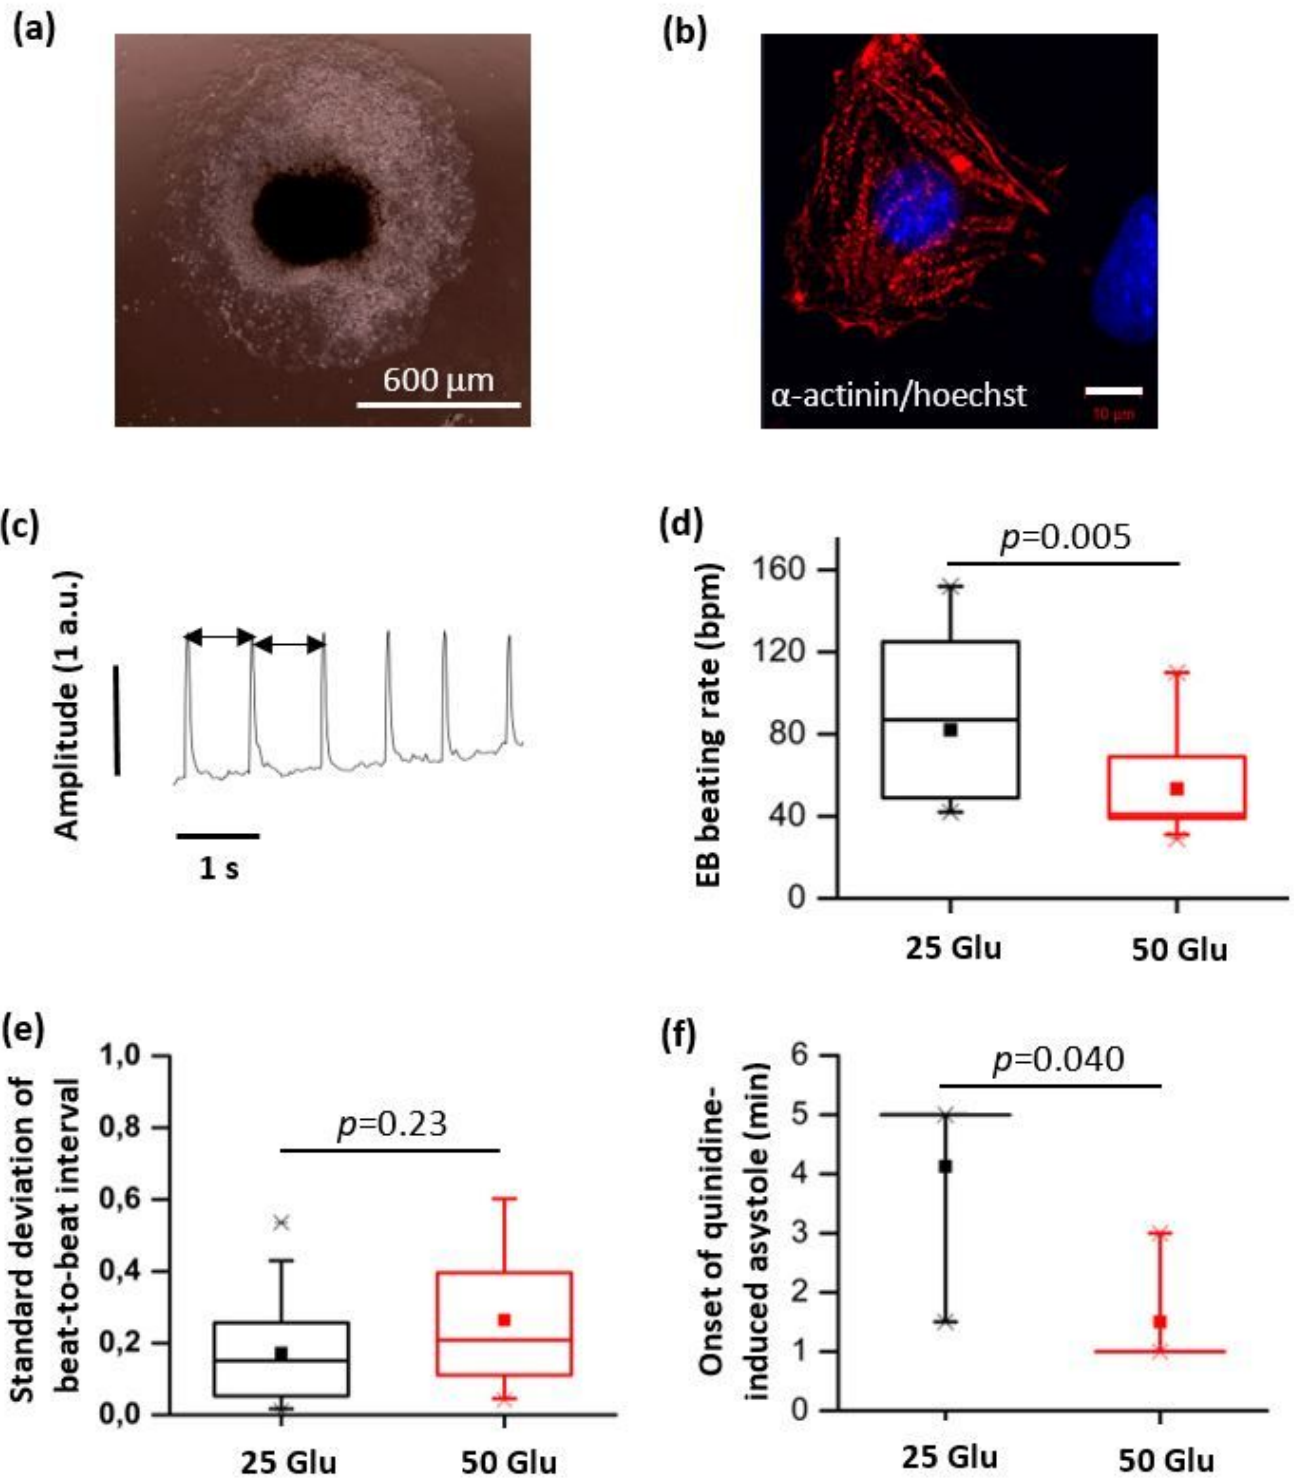 (a)
600 µm
(b)
α-actinin/hoechst
10 µm
(c)
Amplitude (1 a.u.)
1 s
(d)
p=0.005
EB beating rate (bpm)
160
120
80
40
0
25 Glu
50 Glu
(e)
p=0.23
Standard deviation of
beat-to-beat interval
1,0
0,8
0,6
0,4
0,2
0,0
25 Glu
50 Glu
(f)
p=0.040
Onset of quinidine-
induced asystole (min)
6
5
4
3
2
1
0
25 Glu
50 Glu